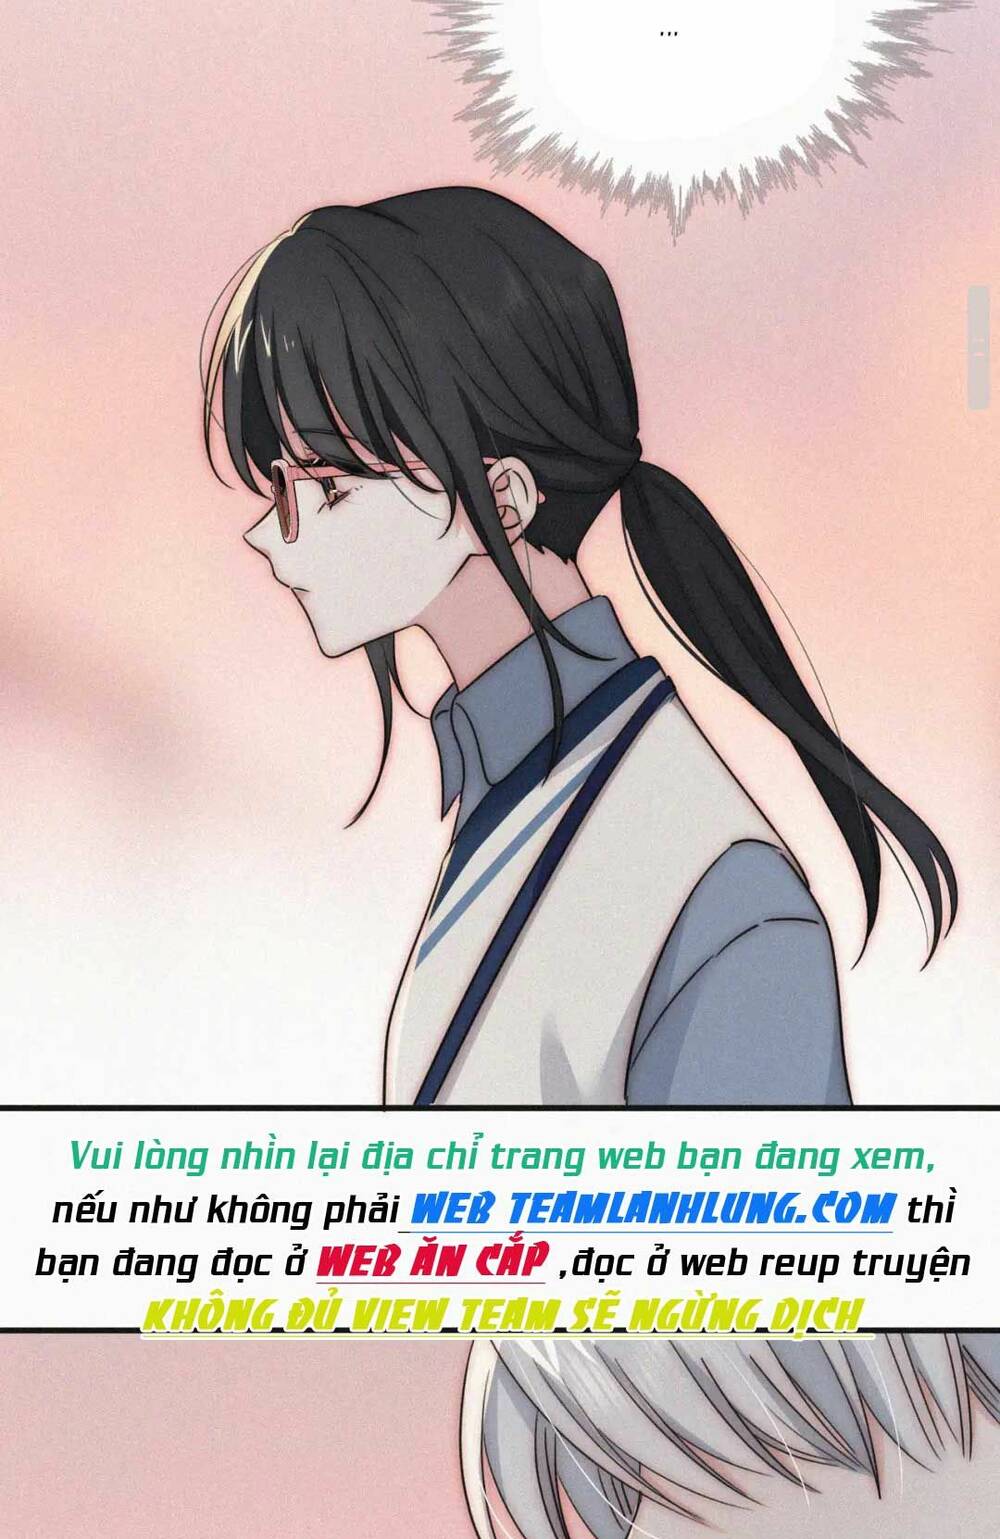 ...
Vui lòng nhìn lại địa chỉ trang web bạn đang xem,
nếu như không phải WEB TEAMLANHLUNG.COM thì
bạn đang đọc ở WEB ĂN CẮP ,đọc ở web reup truyện
KHÔNG ĐỦ VIEW TEAM SẼ NGỪNG DỊCH